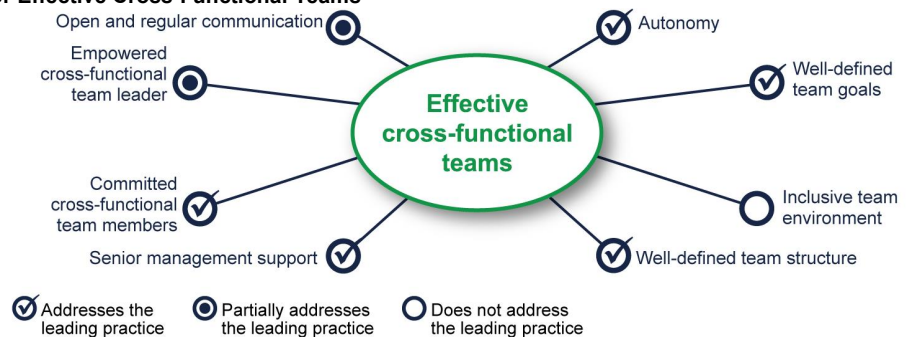 for Effective Cross-Functional Teams
Open and regular communication
Autonomy
Empowered
cross-functional
team leader
Well-defined
team goals
Effective
cross-functional
teams
Committed
cross-functional
team members
Inclusive team
environment
Senior management support
Well-defined team structure
Addresses the
leading practice
Partially addresses
the leading practice
Does not address
the leading practice